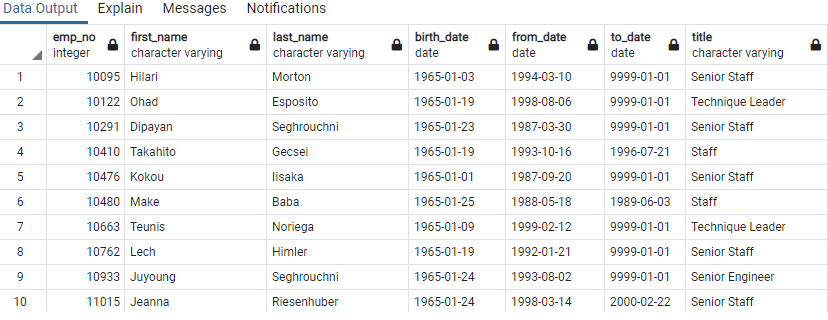 Data Output Explain Messages Notifications
emp_no first_name last_name birth_date from_date to_date title
integer character varying character varying date date date character varying
1 10095 Hilari Morton 1965-01-03 1994-03-10 9999-01-01 Senior Staff
2 10122 Ohad Esposito 1965-01-19 1998-08-06 9999-01-01 Technique Leader
3 10291 Dipayan Seghrouchni 1965-01-23 1987-03-30 9999-01-01 Senior Staff
4 10410 Takahito Gecsei 1965-01-19 1993-10-16 1996-07-21 Staff
5 10476 Kokou Iisaka 1965-01-01 1987-09-20 9999-01-01 Senior Staff
6 10480 Make Baba 1965-01-25 1988-05-18 1989-06-03 Staff
7 10663 Teunis Noriega 1965-01-09 1999-02-12 9999-01-01 Technique Leader
8 10762 Lech Himler 1965-01-19 1992-01-21 9999-01-01 Senior Staff
9 10933 Juyoung Seghrouchni 1965-01-24 1993-08-02 9999-01-01 Senior Engineer
10 11015 Jeanna Riesenhuber 1965-01-24 1998-03-14 2000-02-22 Senior Staff